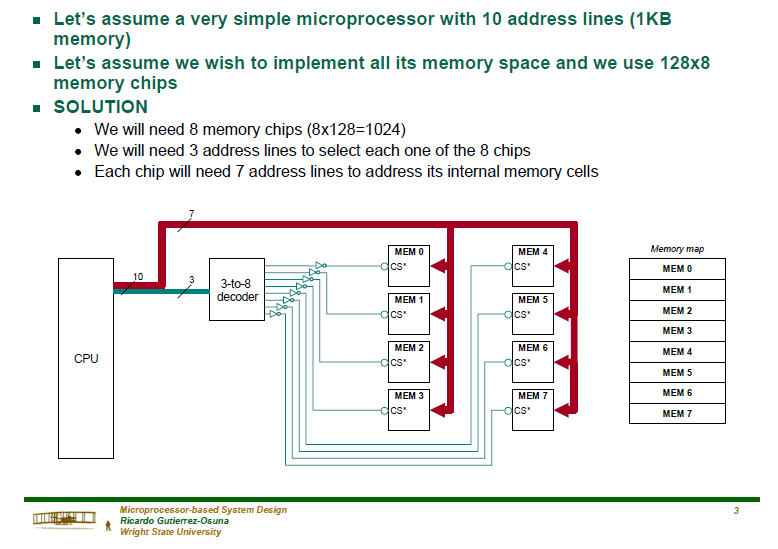 Let's assume a very simple microprocessor with 10 address lines (1KB
memory)
Let's assume we wish to implement all its memory space and we use 128x8
memory chips
SOLUTION
We will need 8 memory chips (8x128=1024)
We will need 3 address lines to select each one of the 8 chips
Each chip will need 7 address lines to address its internal memory cells
7
10
3
CPU
3-to-8
decoder
MEM 0
CS*
MEM 1
CS*
MEM 2
CS*
MEM 3
CS*
MEM 4
CS*
MEM 5
CS*
MEM 6
CS*
MEM 7
CS*
Memory map
MEM 0
MEM 1
MEM 2
MEM 3
MEM 4
MEM 5
MEM 6
MEM 7
Microprocessor-based System Design
Ricardo Gutierrez-Osuna
Wright State University
3